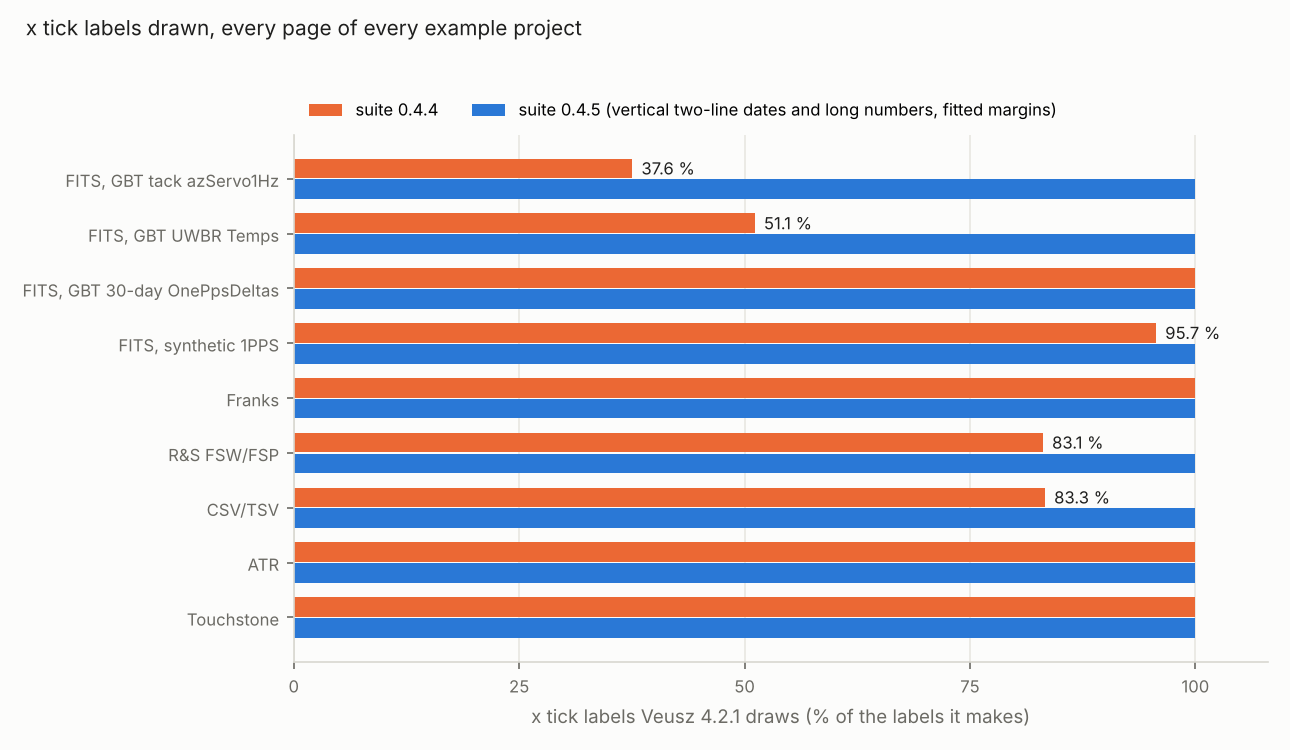 x tick labels drawn, every page of every example project
suite 0.4.4
suite 0.4.5 (vertical two-line dates and long numbers, fitted margins)
FITS, GBT tack azServo1Hz
37.6 %
FITS, GBT UWBR Temps
51.1 %
FITS, GBT 30-day OnePpsDeltas
FITS, synthetic 1PPS
95.7 %
Franks
R&S FSW/FSP
83.1 %
CSV/TSV
83.3 %
ATR
Touchstone
0 25 50 75 100
x tick labels Veusz 4.2.1 draws (% of the labels it makes)